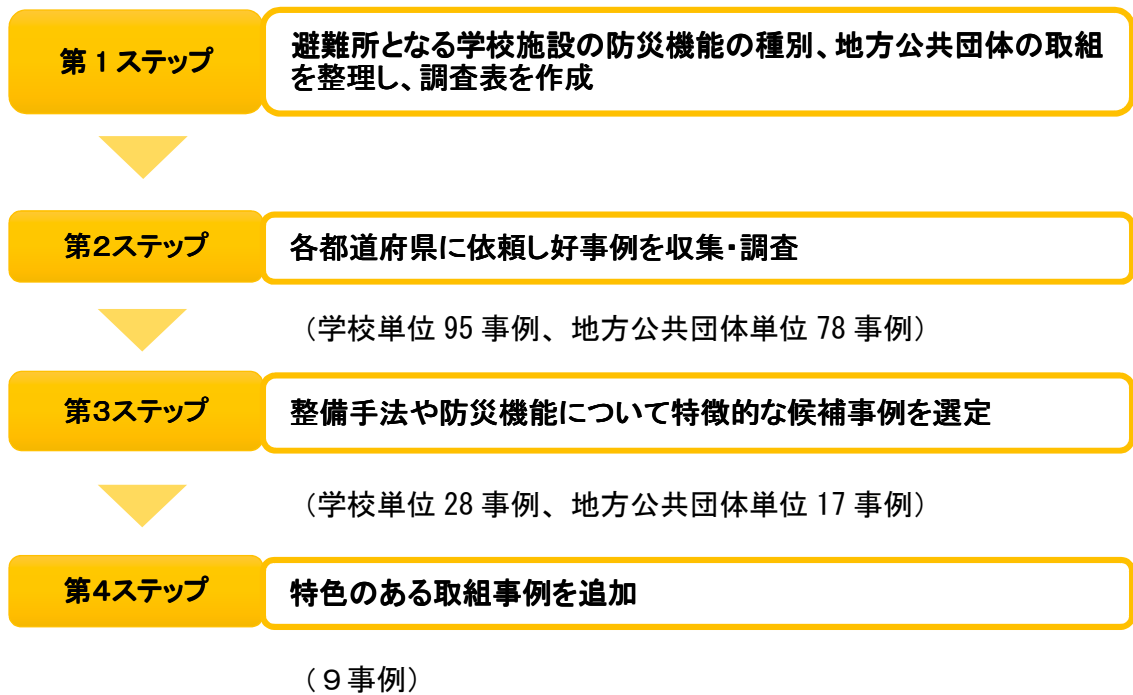 第1ステップ
避難所となる学校施設の防災機能の種別、地方公共団体の取組
を整理し、調査表を作成
第2ステップ
各都道府県に依頼し好事例を収集・調査
（学校単位 95 事例、地方公共団体単位 78 事例）
第3ステップ
整備手法や防災機能について特徴的な候補事例を選定
（学校単位 28 事例、地方公共団体単位 17 事例）
第4ステップ
特色のある取組事例を追加
（９事例）